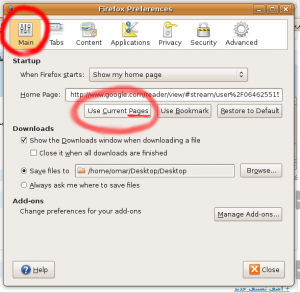 Firefox Preferences
Main Tabs Content Applications Privacy Security Advanced
Startup
When Firefox starts: Show my home page
Home Page: http://www.google.com/reader/view/#stream/user%2F064625515
Use Current Pages Use Bookmark Restore to Default
Downloads
Show the Downloads window when downloading a file
Close it when all downloads are finished
Save files to /home/omar/Desktop/Desktop Browse...
Always ask me where to save files
Add-ons
Change preferences for your add-ons Manage Add-ons...
Help Close